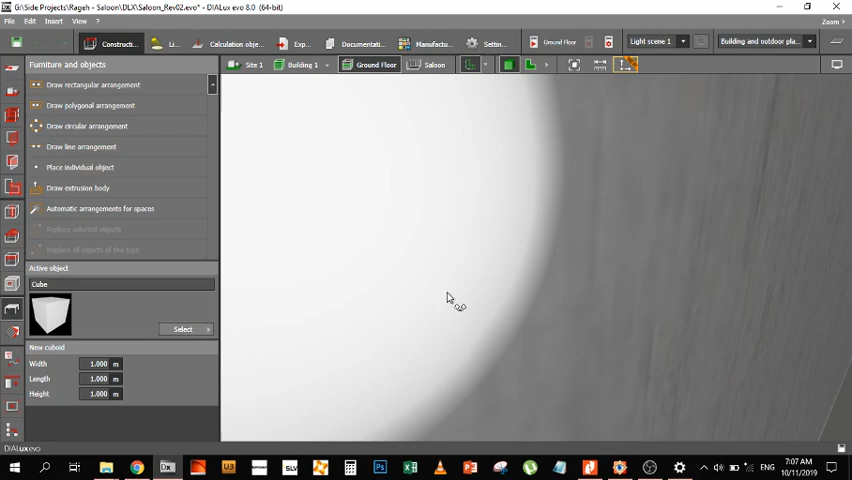 G:\Side Projects\Rageh - Saloon\DLX\Saloon_Rev02.evo* - DIALux evo 8.0 (64-bit)
File Edit Insert View ?
Zoom
Constructi... Li... Calculation obje... Exp... Documentati... Manufactu... Settin... Ground Floor Light scene 1 Building and outdoor pla...
Furniture and objects
Site 1 Building 1 Ground Floor Saloon
Draw rectangular arrangement
Draw polygonal arrangement
Draw circular arrangement
Draw line arrangement
Place individual object
Draw extrusion body
Automatic arrangements for spaces
Replace selected objects
Replace all objects of this type
Active object
Cube
Select
New cuboid
Width 1.000 m
Length 1.000 m
Height 1.000 m
DIALux evo
Dx U3 SLV Ps ENG
7:07 AM
10/11/2019